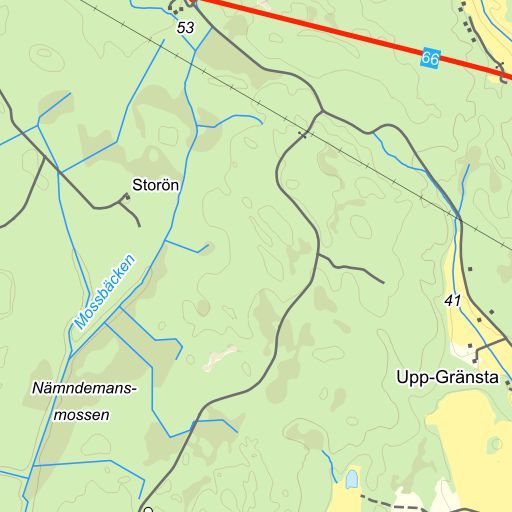 53
66
Storön
Mossbäcken
41
Upp-Gränsta
Nämndemans-
mossen